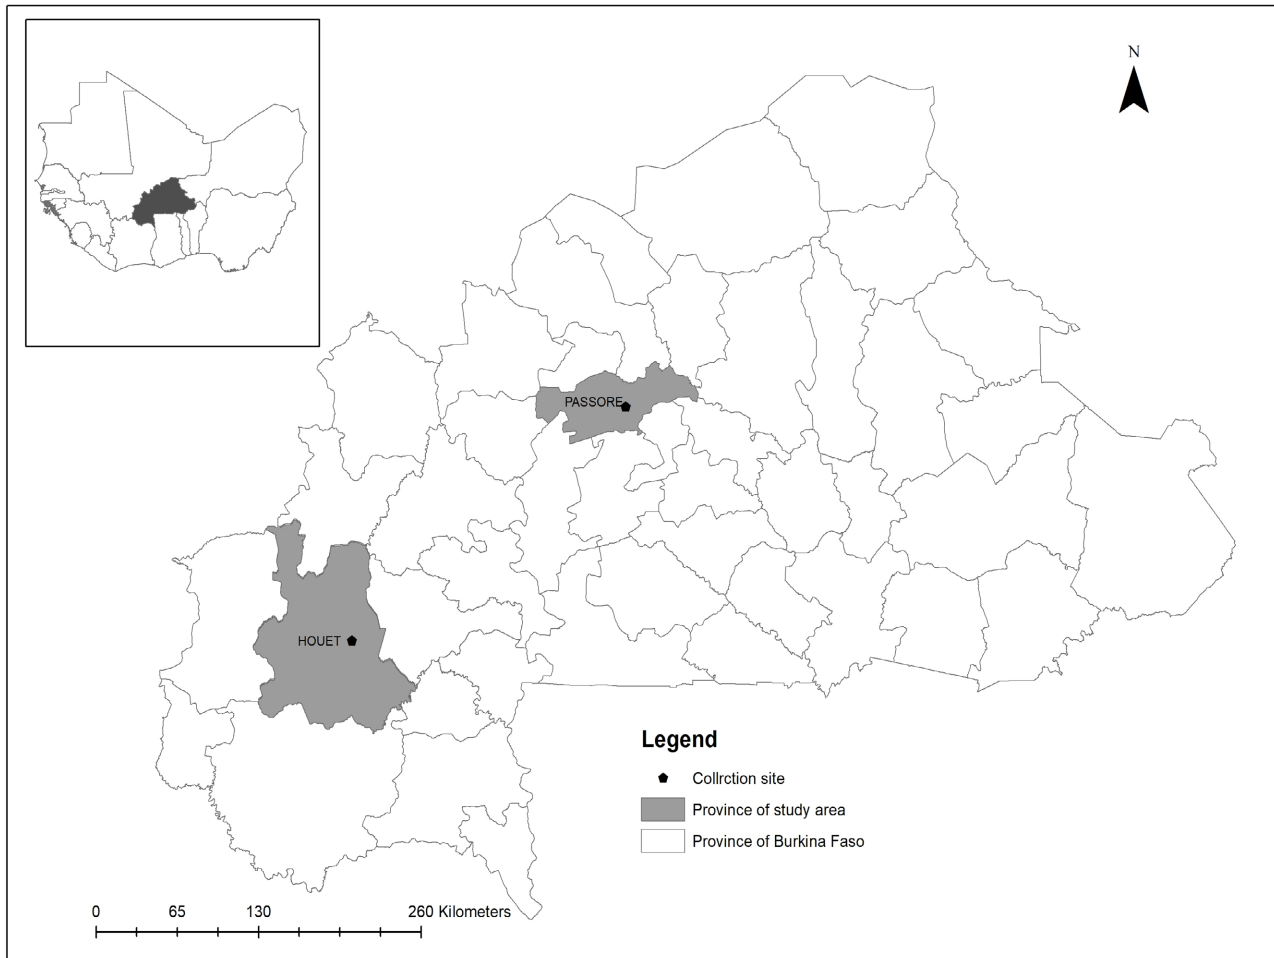 N
PASSORE
HOUET
Legend
Collrction site
Province of study area
Province of Burkina Faso
0 65 130 260 Kilometers